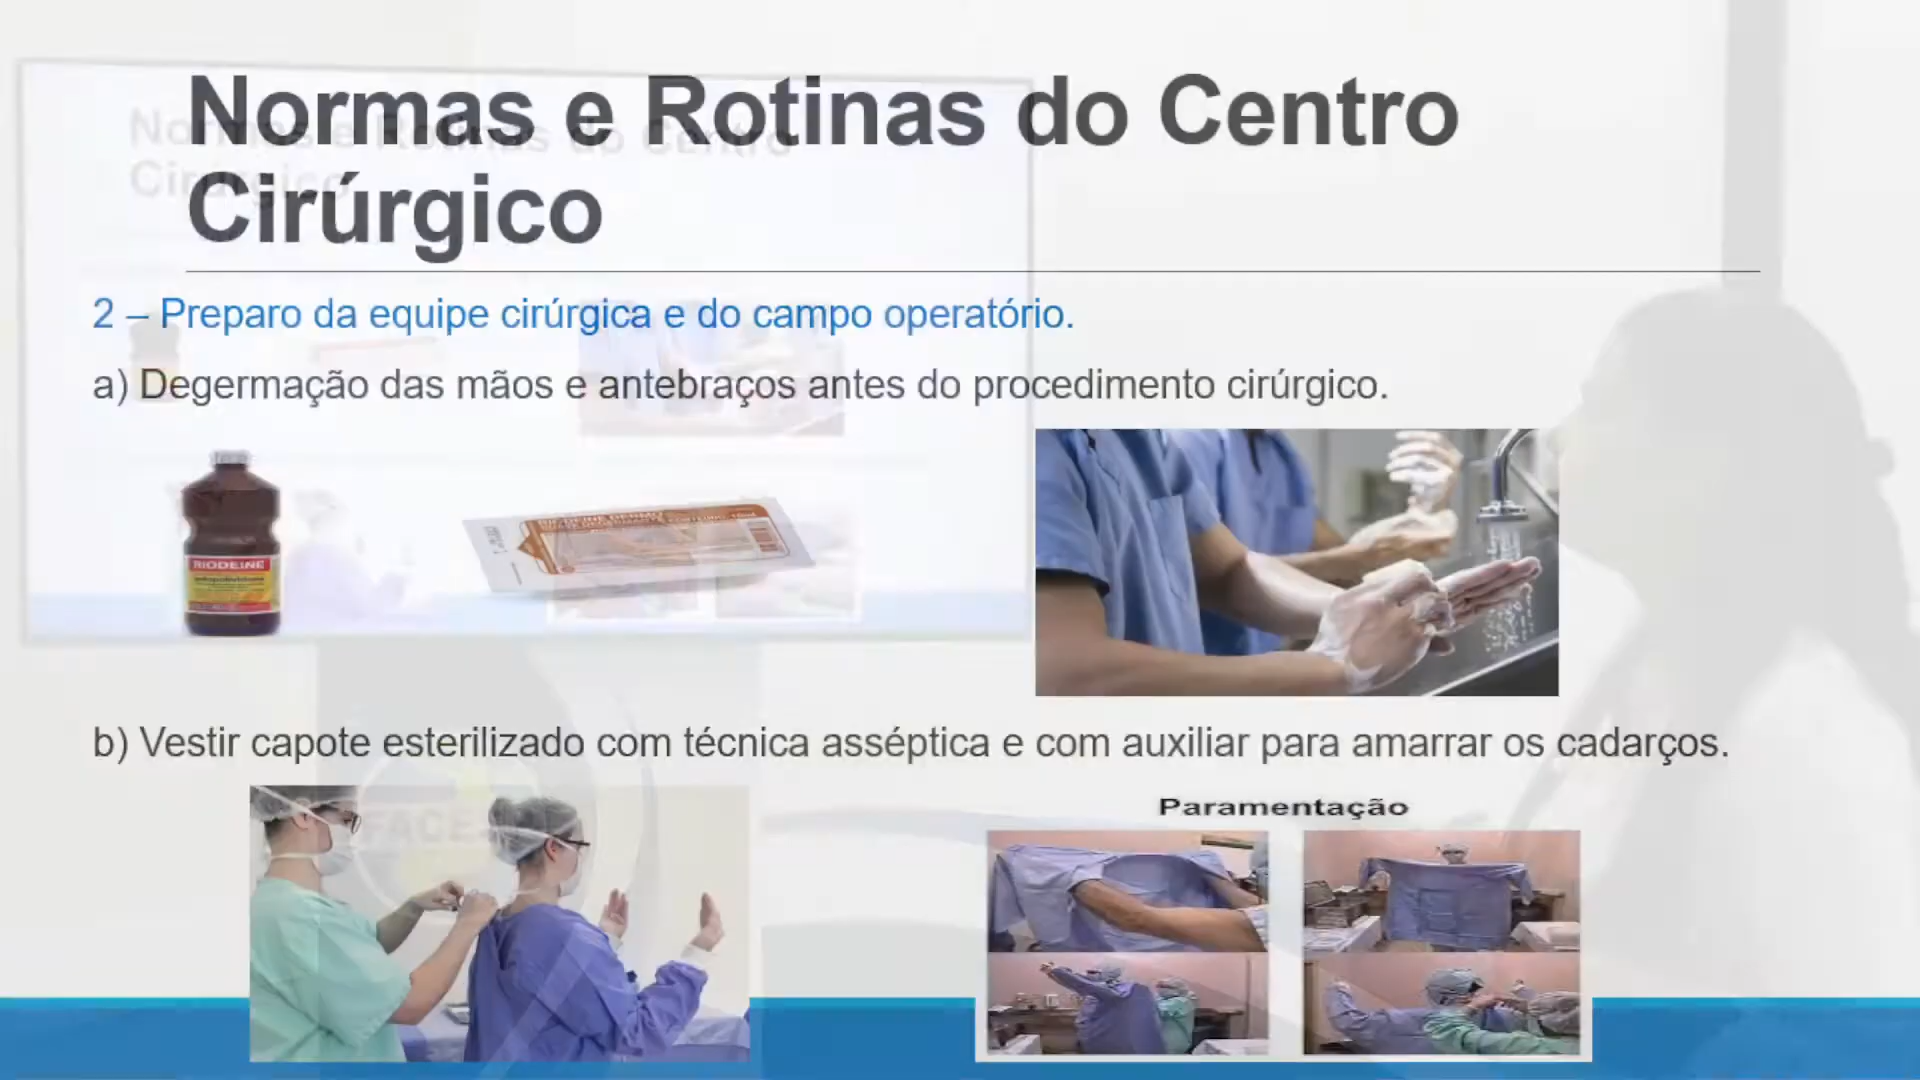 Normas e Rotinas do Centro
Cirúrgico
2 – Preparo da equipe cirúrgica e do campo operatório.
a) Degermação das mãos e antebraços antes do procedimento cirúrgico.
RIODEINE
b) Vestir capote esterilizado com técnica asséptica e com auxiliar para amarrar os cadarços.
Paramentação
FACE